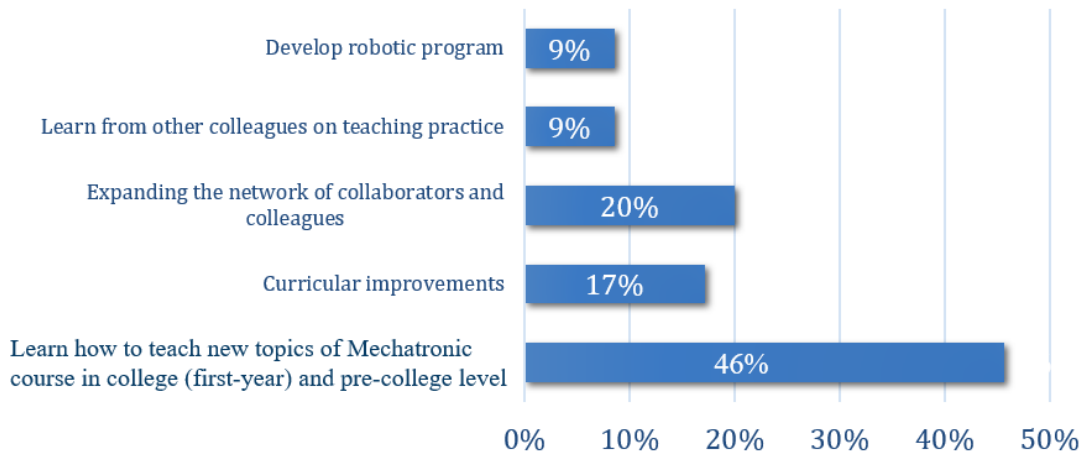 Develop robotic program
9%
Learn from other colleagues on teaching practice
9%
Expanding the network of collaborators and
colleagues
20%
Curricular improvements
17%
Learn how to teach new topics of Mechatronic
course in college (first-year) and pre-college level
46%
0% 10% 20% 30% 40% 50%